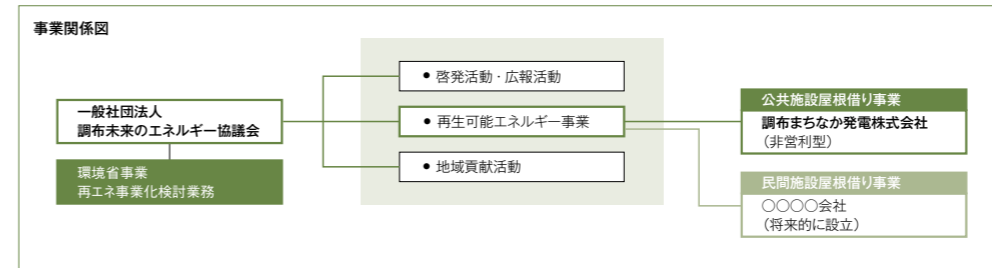 事業関係図
一般社団法人
調布未来のエネルギー協議会
環境省事業
再エネ事業化検討業務
● 啓発活動・広報活動
● 再生可能エネルギー事業
● 地域貢献活動
公共施設屋根借り事業
調布まちなか発電株式会社
（非営利型）
民間施設屋根借り事業
〇〇〇〇会社
（将来的に設立）